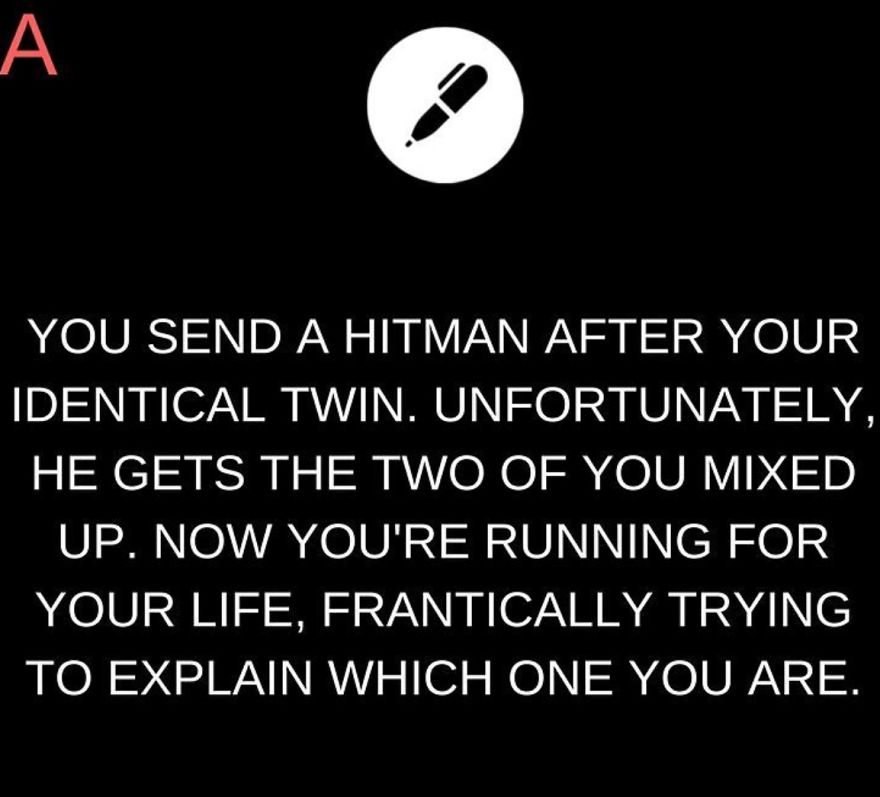 A
YOU SEND A HITMAN AFTER YOUR
IDENTICAL TWIN. UNFORTUNATELY,
HE GETS THE TWO OF YOU MIXED
UP. NOW YOU'RE RUNNING FOR
YOUR LIFE, FRANTICALLY TRYING
TO EXPLAIN WHICH ONE YOU ARE.